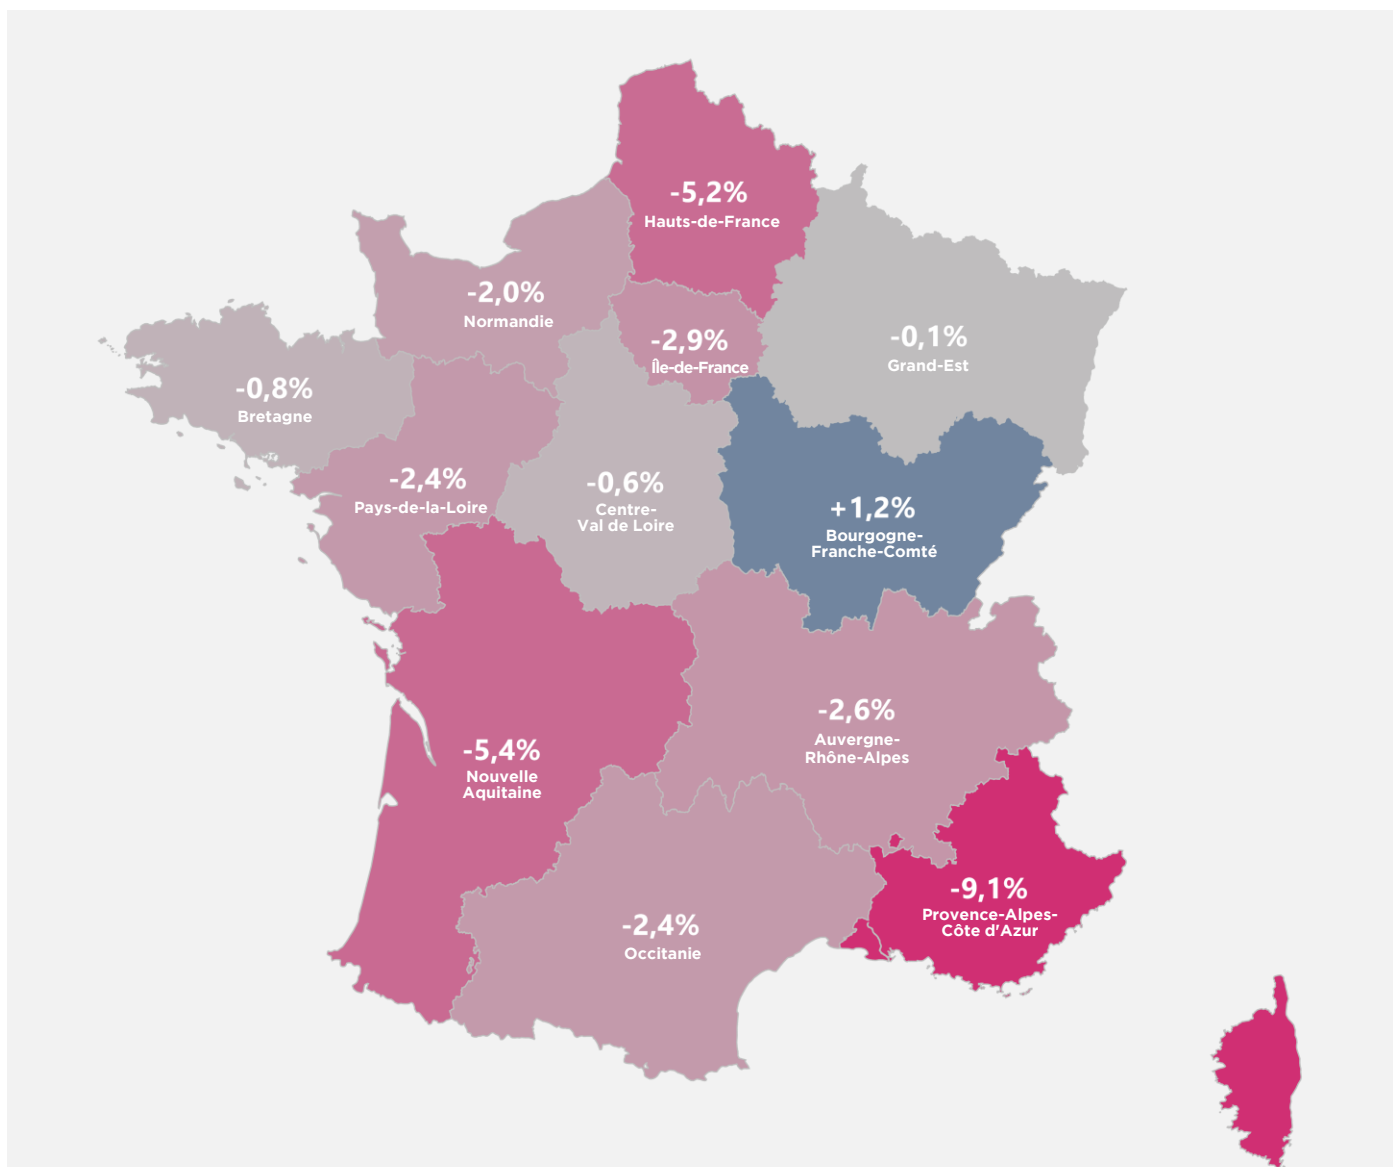 -5,2%
Hauts-de-France
-2,0%
Normandie
-2,9%
Île-de-France
-0,1%
Grand-Est
-0,8%
Bretagne
-2,4%
Pays-de-la-Loire
-0,6%
Centre-
Val de Loire
+1,2%
Bourgogne-
Franche-Comté
-2,6%
Auvergne-
Rhône-Alpes
-5,4%
Nouvelle
Aquitaine
-9,1%
Provence-Alpes-
Côte d'Azur
-2,4%
Occitanie